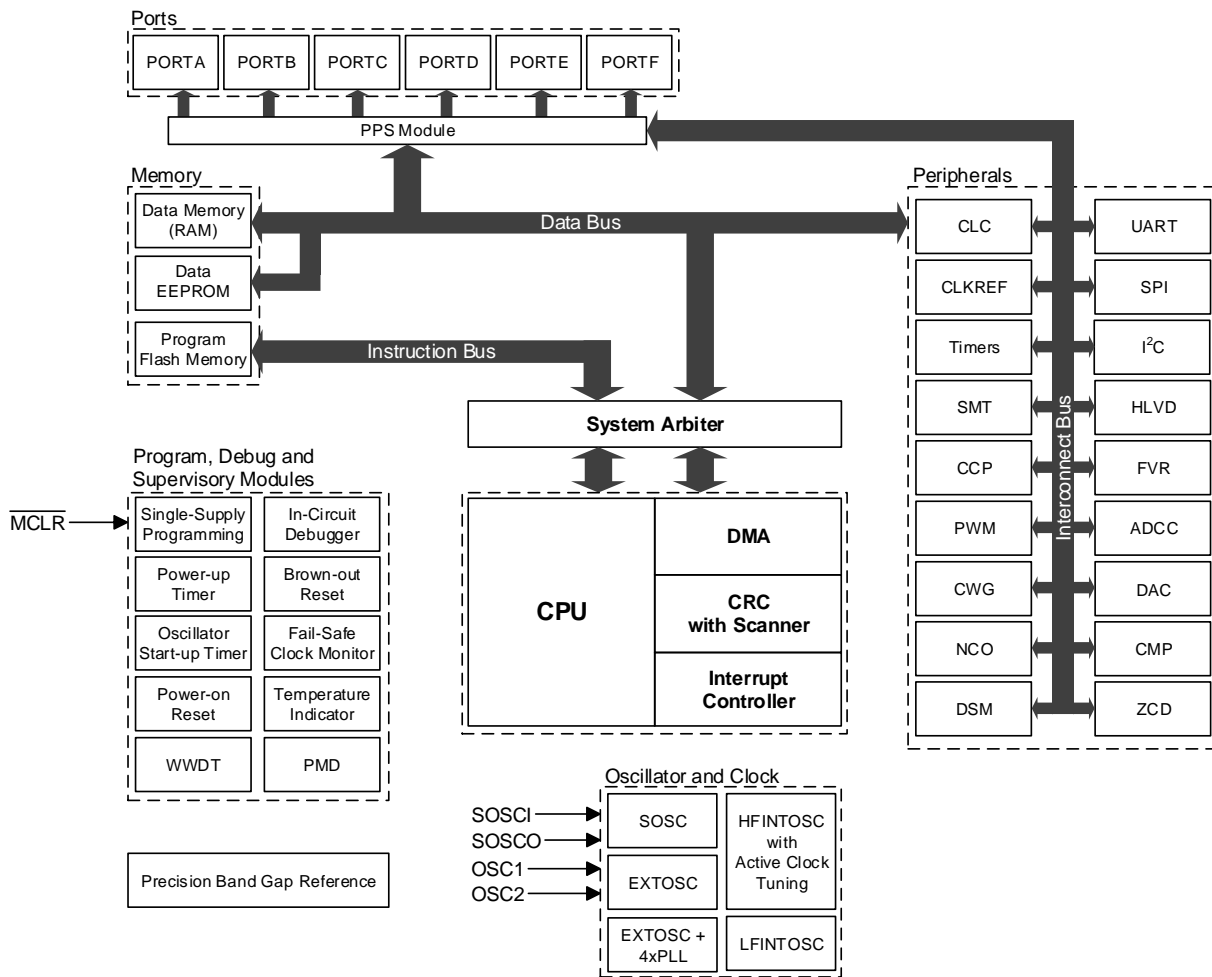 Ports
PORTA
PORTB
PORTC
PORTD
PORTE
PORTF
PPS Module
Memory
Data Memory
(RAM)
Data
EEPROM
Program
Flash Memory
Data Bus
Instruction Bus
System Arbiter
CPU
DMA
CRC
with Scanner
Interrupt
Controller
Peripherals
CLC
UART
CLKREF
SPI
Timers
I²C
SMT
HLVD
CCP
FVR
PWM
ADCC
CWG
DAC
NCO
CMP
DSM
ZCD
Interconnect Bus
Program, Debug and
Supervisory Modules
MCLR
Single-Supply
Programming
In-Circuit
Debugger
Power-up
Timer
Brown-out
Reset
Oscillator
Start-up Timer
Fail-Safe
Clock Monitor
Power-on
Reset
Temperature
Indicator
WWDT
PMD
Precision Band Gap Reference
Oscillator and Clock
SOSCI
SOSCO
OSC1
OSC2
SOSC
HFINTOSC
with
Active Clock
Tuning
EXTOSC
EXTOSC +
4xPLL
LFINTOSC